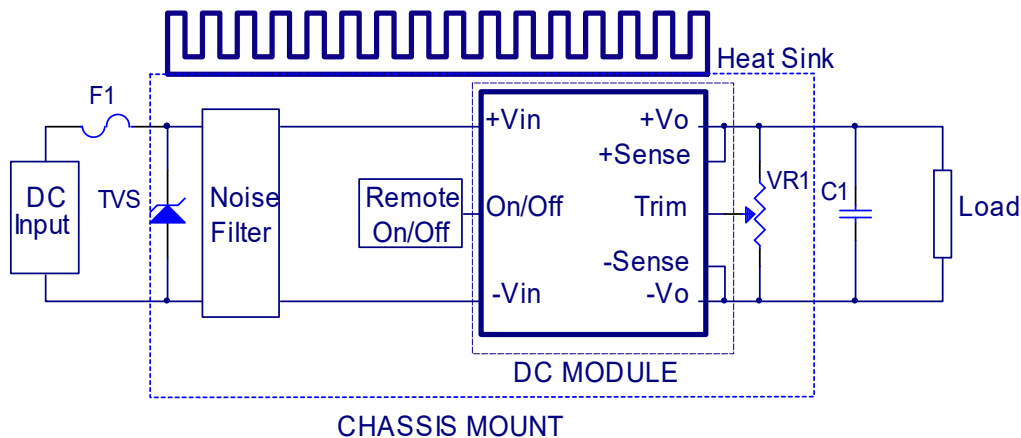 Heat Sink
F1
DC
Input
TVS
Noise
Filter
Remote
On/Off
+Vin
On/Off
-Vin
+Vo
+Sense
Trim
-Sense
-Vo
VR1
C1
Load
DC MODULE
CHASSIS MOUNT